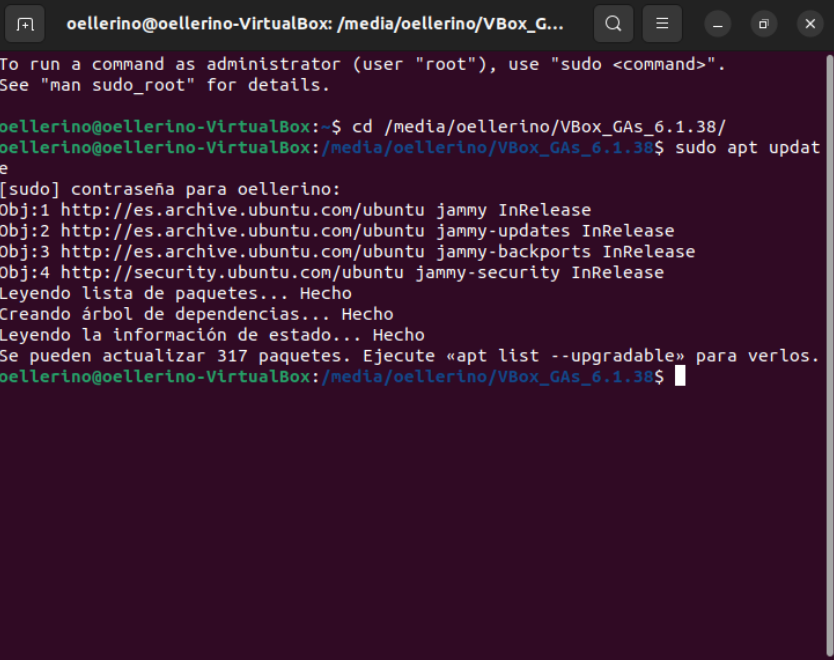 oellerino@oellerino-VirtualBox: /media/oellerino/VBox_G...
To run a command as administrator (user "root"), use "sudo <command>".
See "man sudo_root" for details.
oellerino@oellerino-VirtualBox:~$ cd /media/oellerino/VBox_GAs_6.1.38/
oellerino@oellerino-VirtualBox:/media/oellerino/VBox_GAs_6.1.38$ sudo apt updat
e
[sudo] contraseña para oellerino:
Obj:1 http://es.archive.ubuntu.com/ubuntu jammy InRelease
Obj:2 http://es.archive.ubuntu.com/ubuntu jammy-updates InRelease
Obj:3 http://es.archive.ubuntu.com/ubuntu jammy-backports InRelease
Obj:4 http://security.ubuntu.com/ubuntu jammy-security InRelease
Leyendo lista de paquetes... Hecho
Creando árbol de dependencias... Hecho
Leyendo la información de estado... Hecho
Se pueden actualizar 317 paquetes. Ejecute «apt list --upgradable» para verlos.
oellerino@oellerino-VirtualBox:/media/oellerino/VBox_GAs_6.1.38$